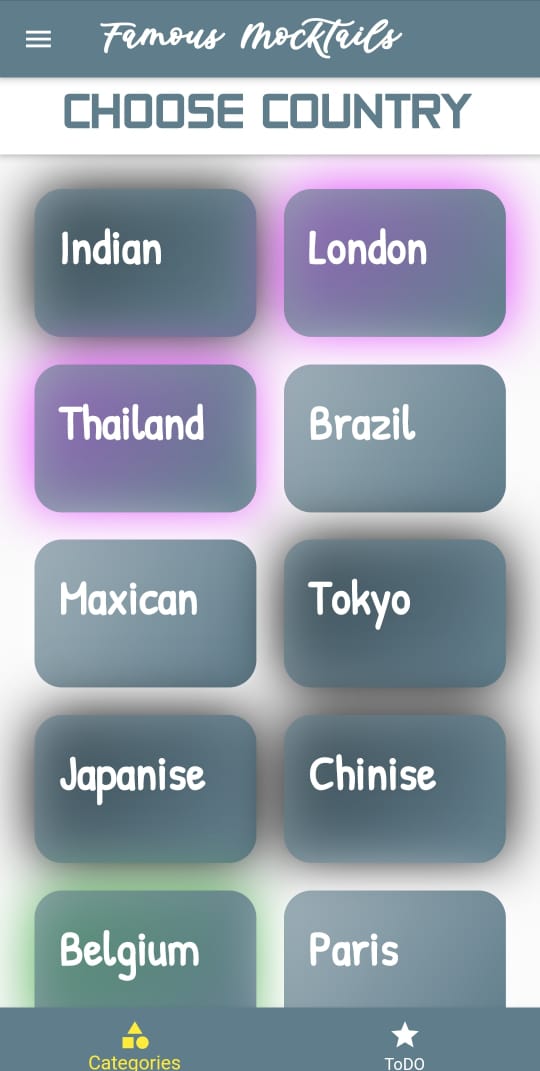 Famous Mocktails
CHOOSE COUNTRY
Indian
London
Thailand
Brazil
Maxican
Tokyo
Japanise
Chinise
Belgium
Paris
Categories
ToDO